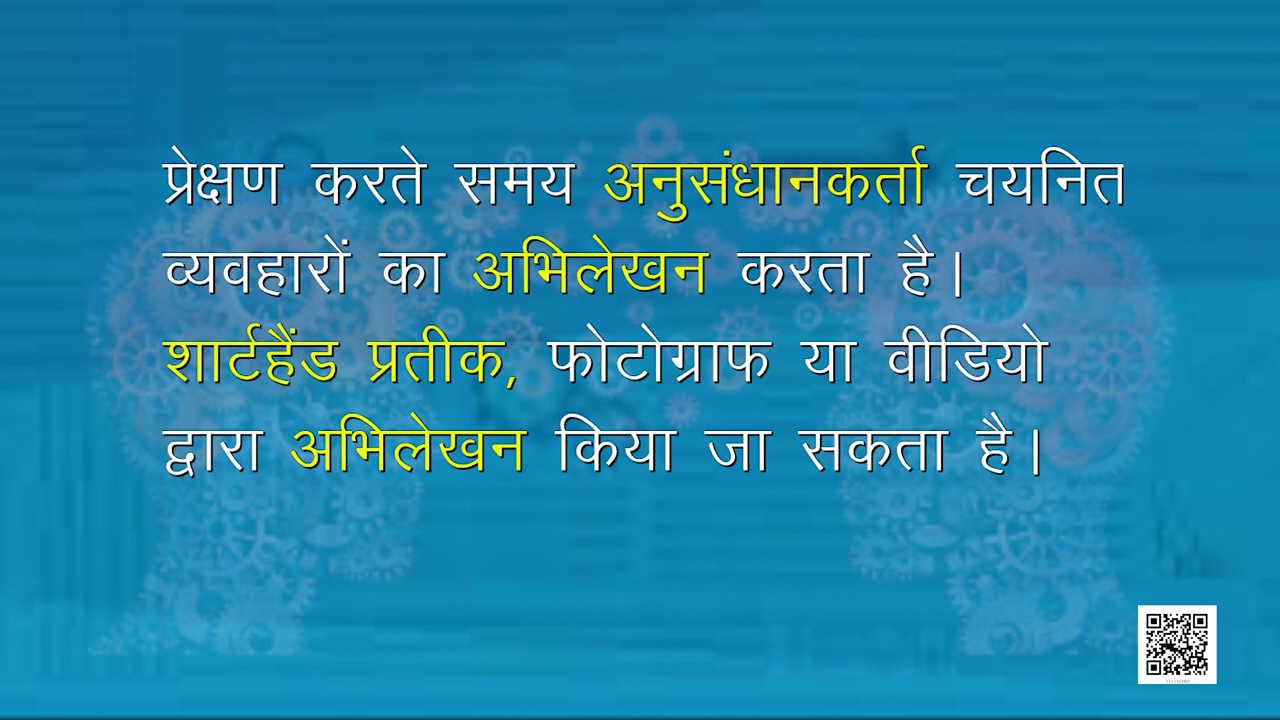 प्रेक्षण करते समय अनुसंधानकर्ता चयनित
व्यवहारों का अभिलेखन करता है।
शार्टहैंड प्रतीक, फोटोग्राफ या वीडियो
द्वारा अभिलेखन किया जा सकता है।